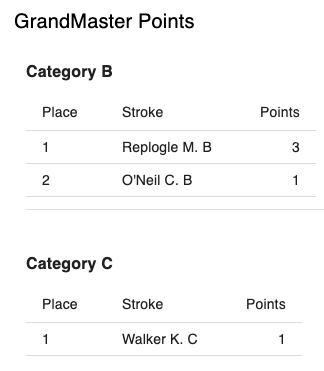 GrandMaster Points
Category B
Place Stroke Points
1 Replogle M. B 3
2 O'Neil C. B 1
Category C
Place Stroke Points
1 Walker K. C 1